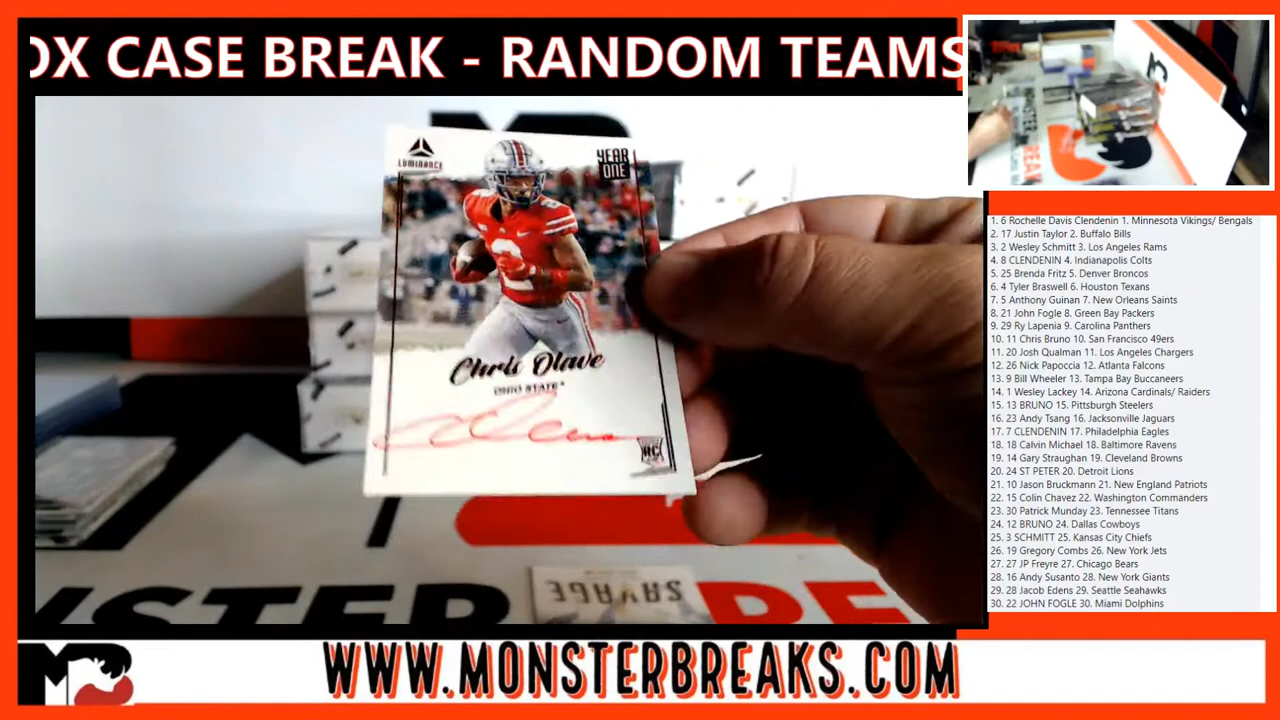 OX CASE BREAK - RANDOM TEAMS
LUMINANCE
YEAR
ONE
2
Chris Olave
OHIO STATE
RC
SAVAGE
MONSTER
BREAK
WWW.MONSTERBREAKS.COM
1. 6 Rochelle Davis Clendenin 1. Minnesota Vikings/ Bengals
2. 17 Justin Taylor 2. Buffalo Bills
3. 2 Wesley Schmitt 3. Los Angeles Rams
4. 8 CLENDENIN 4. Indianapolis Colts
5. 25 Brenda Fritz 5. Denver Broncos
6. 4 Tyler Braswell 6. Houston Texans
7. 5 Anthony Guinan 7. New Orleans Saints
8. 21 John Fogle 8. Green Bay Packers
9. 29 Ry Lapenia 9. Carolina Panthers
10. 11 Chris Bruno 10. San Francisco 49ers
11. 20 Josh Qualman 11. Los Angeles Chargers
12. 26 Nick Papoccia 12. Atlanta Falcons
13. 9 Bill Wheeler 13. Tampa Bay Buccaneers
14. 1 Wesley Lackey 14. Arizona Cardinals/ Raiders
15. 13 BRUNO 15. Pittsburgh Steelers
16. 23 Andy Tsang 16. Jacksonville Jaguars
17. 7 CLENDENIN 17. Philadelphia Eagles
18. 18 Calvin Michael 18. Baltimore Ravens
19. 14 Gary Straughan 19. Cleveland Browns
20. 24 ST PETER 20. Detroit Lions
21. 10 Jason Bruckmann 21. New England Patriots
22. 15 Colin Chavez 22. Washington Commanders
23. 30 Patrick Munday 23. Tennessee Titans
24. 12 BRUNO 24. Dallas Cowboys
25. 3 SCHMITT 25. Kansas City Chiefs
26. 19 Gregory Combs 26. New York Jets
27. 27 JP Freyre 27. Chicago Bears
28. 16 Andy Susanto 28. New York Giants
29. 28 Jacob Edens 29. Seattle Seahawks
30. 22 JOHN FOGLE 30. Miami Dolphins